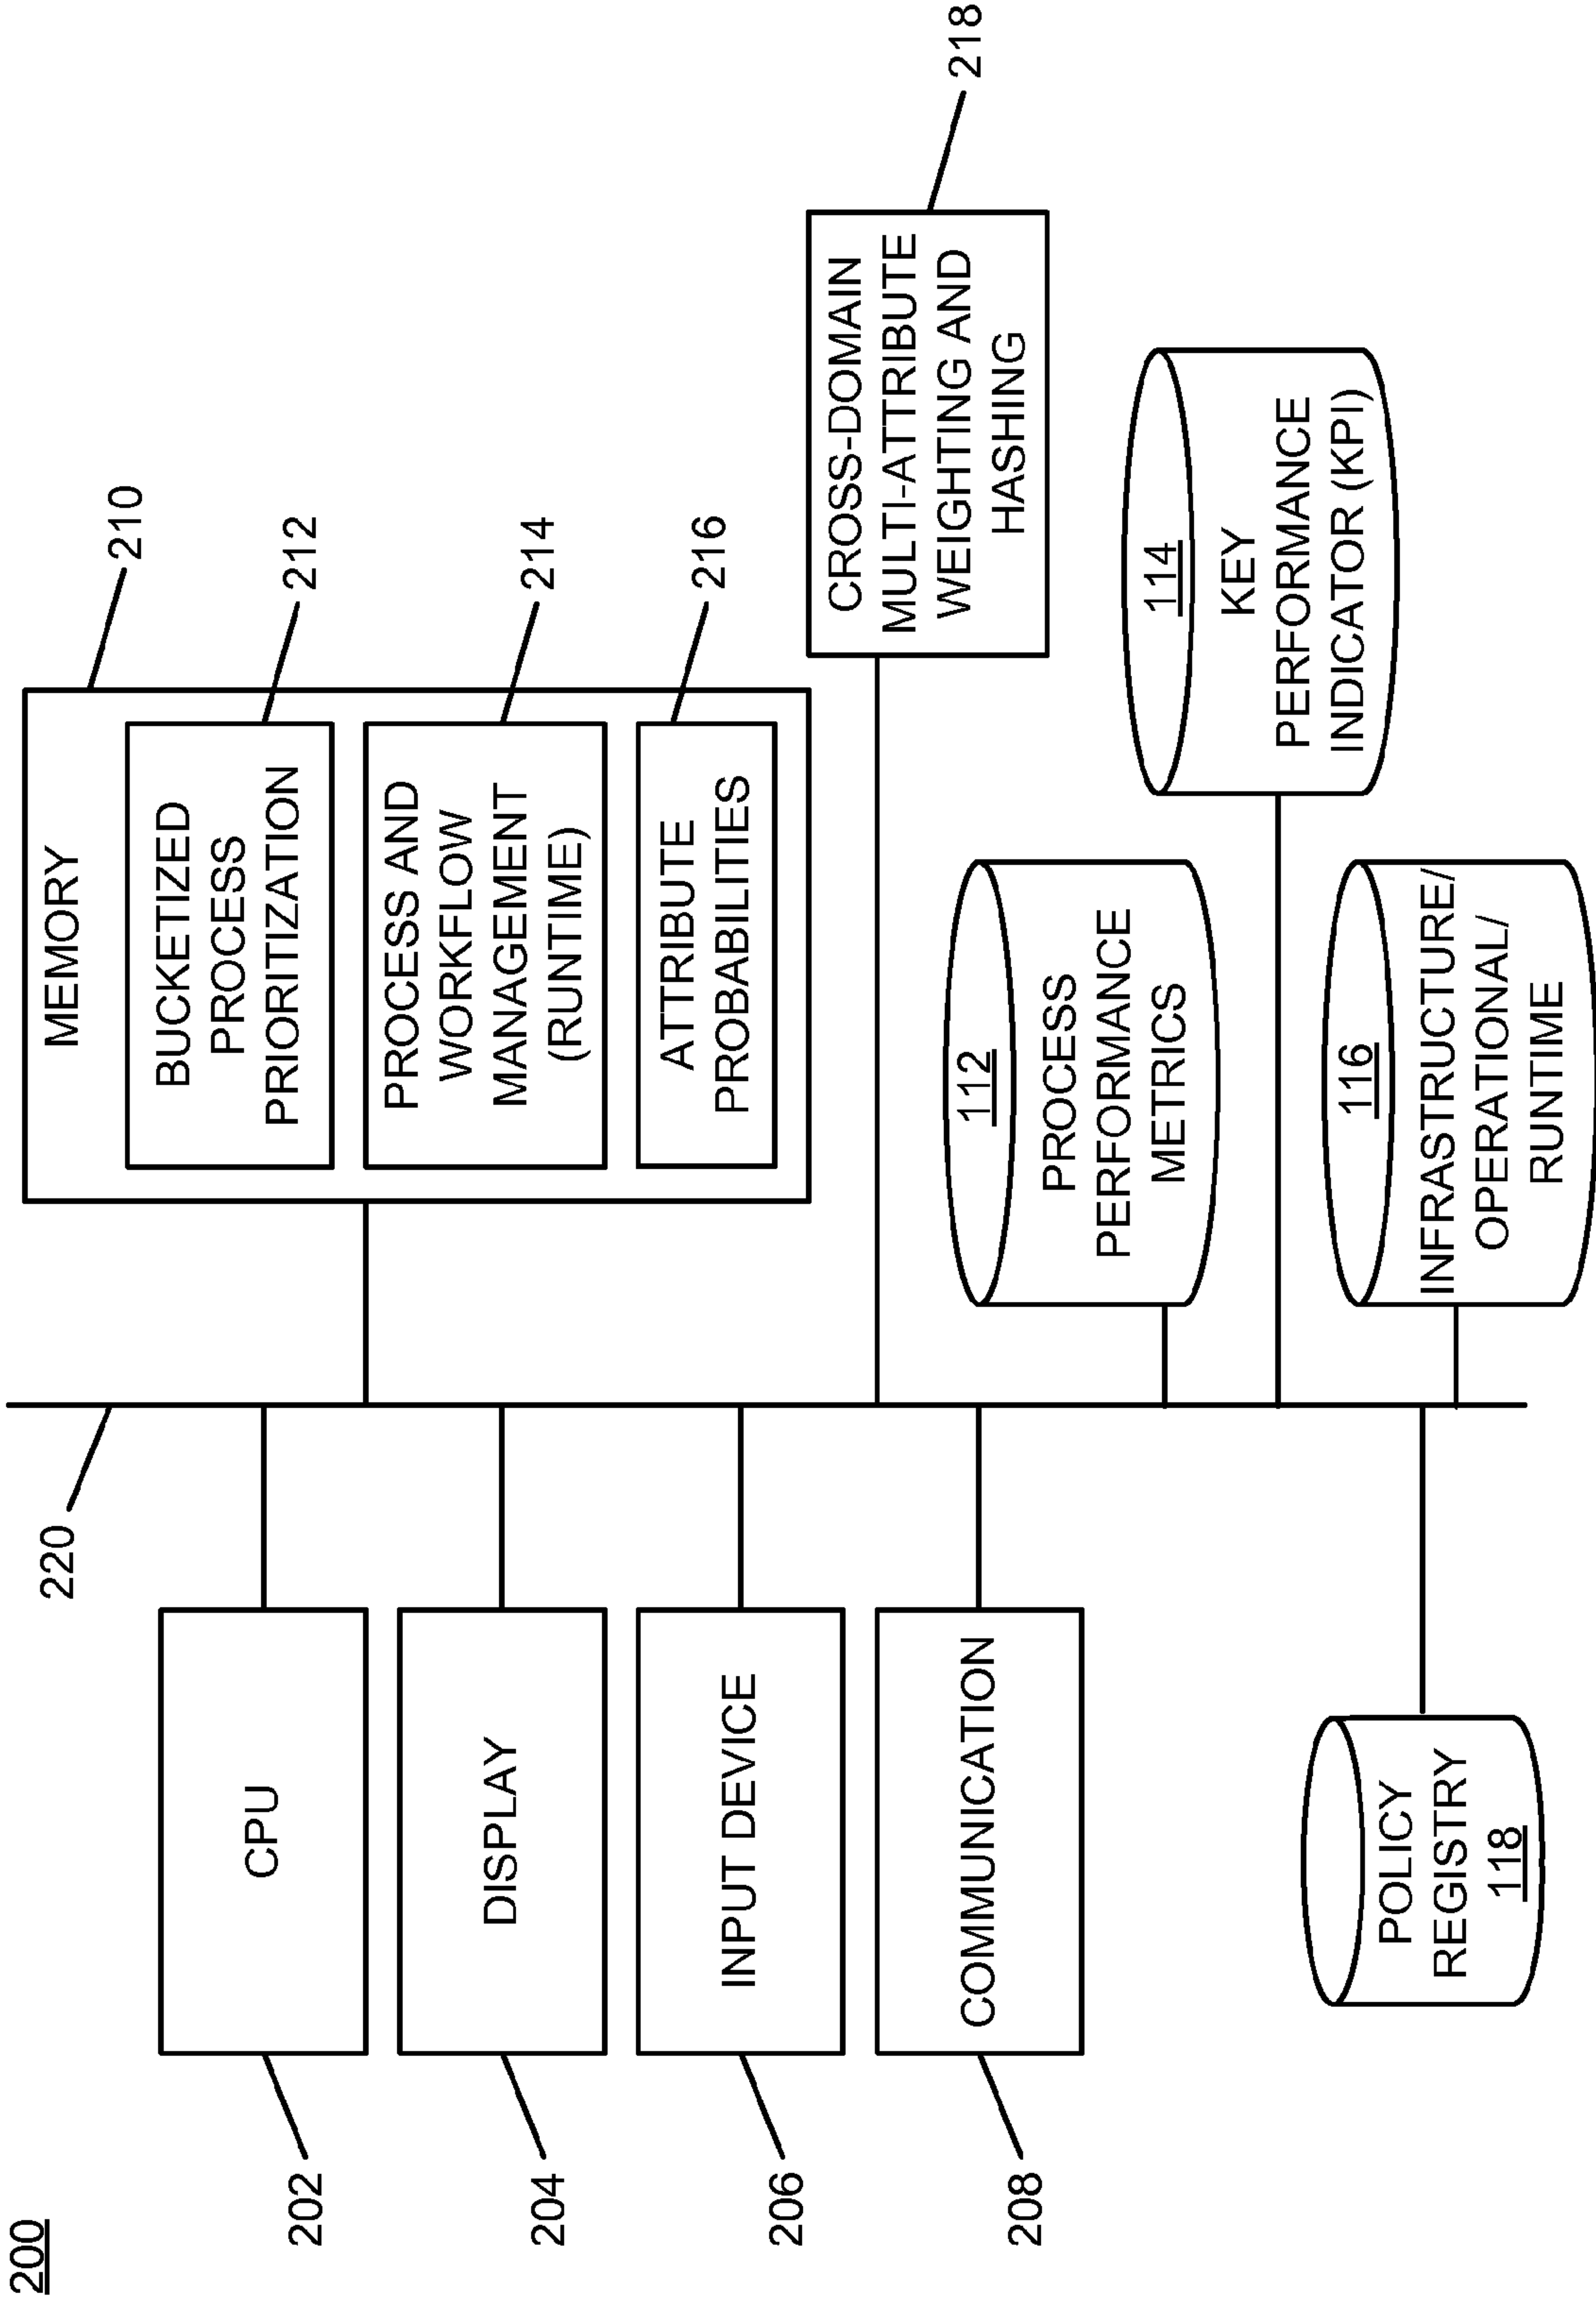 200
220
202
CPU
204
DISPLAY
206
INPUT DEVICE
208
COMMUNICATION
POLICY
REGISTRY
118
210
MEMORY
212
BUCKETIZED
PROCESS
PRIORITIZATION
214
PROCESS AND
WORKFLOW
MANAGEMENT
(RUNTIME)
216
ATTRIBUTE
PROBABILITIES
218
CROSS-DOMAIN
MULTI-ATTRIBUTE
WEIGHTING AND
HASHING
112
PROCESS
PERFORMANCE
METRICS
114
KEY
PERFORMANCE
INDICATOR (KPI)
116
INFRASTRUCTURE/
OPERATIONAL/
RUNTIME